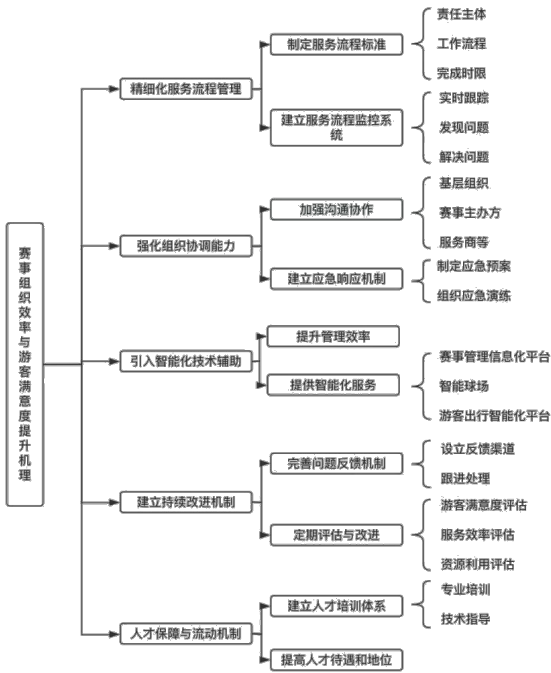 赛事组织效率与游客满意度提升机理
精细化服务流程管理
制定服务流程标准
责任主体
工作流程
完成时限
建立服务流程监控系
统
实时跟踪
发现问题
解决问题
强化组织协调能力
加强沟通协作
基层组织
赛事主办方
服务商等
建立应急响应机制
制定应急预案
组织应急演练
引入智能化技术辅助
提升管理效率
提供智能化服务
赛事管理信息化平台
智能球场
游客出行智能化平台
建立持续改进机制
完善问题反馈机制
设立反馈渠道
跟进处理
定期评估与改进
游客满意度评估
服务效率评估
资源利用评估
人才保障与流动机制
建立人才培训体系
专业培训
技术指导
提高人才待遇和地位